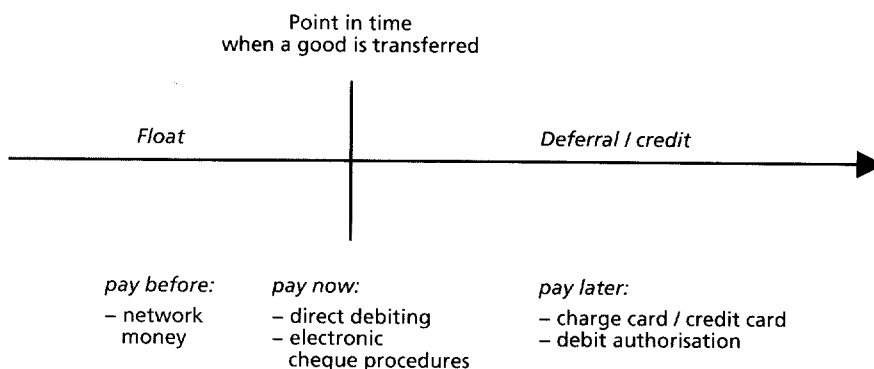 Point in time
when a good is transferred
Float
Deferral / credit
pay before:
– network
money
pay now:
– direct debiting
– electronic
cheque procedures
pay later:
– charge card / credit card
– debit authorisation